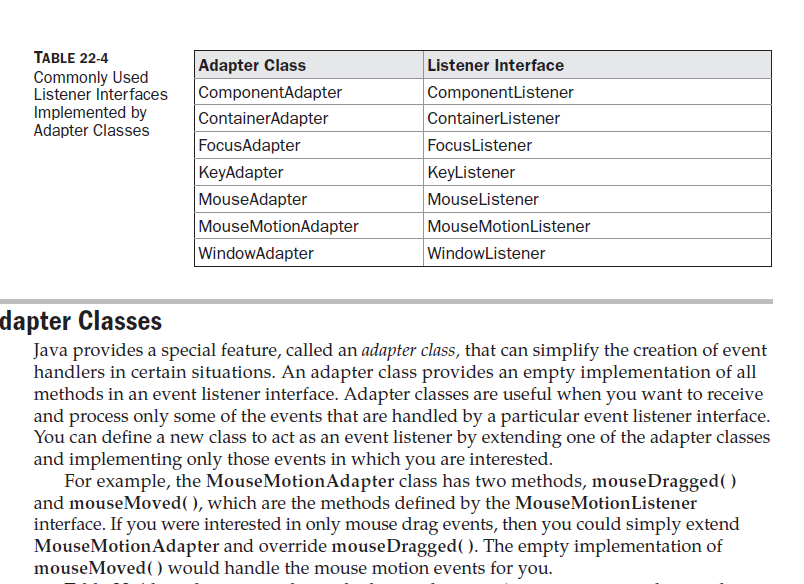 TABLE 22-4
Commonly Used
Listener Interfaces
Implemented by
Adapter Classes
Adapter Class Listener Interface
ComponentAdapter ComponentListener
ContainerAdapter ContainerListener
FocusAdapter FocusListener
KeyAdapter KeyListener
MouseAdapter MouseListener
MouseMotionAdapter MouseMotionListener
WindowAdapter WindowListener
dapter Classes
Java provides a special feature, called an adapter class, that can simplify the creation of event
handlers in certain situations. An adapter class provides an empty implementation of all
methods in an event listener interface. Adapter classes are useful when you want to receive
and process only some of the events that are handled by a particular event listener interface.
You can define a new class to act as an event listener by extending one of the adapter classes
and implementing only those events in which you are interested.
For example, the MouseMotionAdapter class has two methods, mouseDragged( )
and mouseMoved( ), which are the methods defined by the MouseMotionListener
interface. If you were interested in only mouse drag events, then you could simply extend
MouseMotionAdapter and override mouseDragged( ). The empty implementation of
mouseMoved( ) would handle the mouse motion events for you.